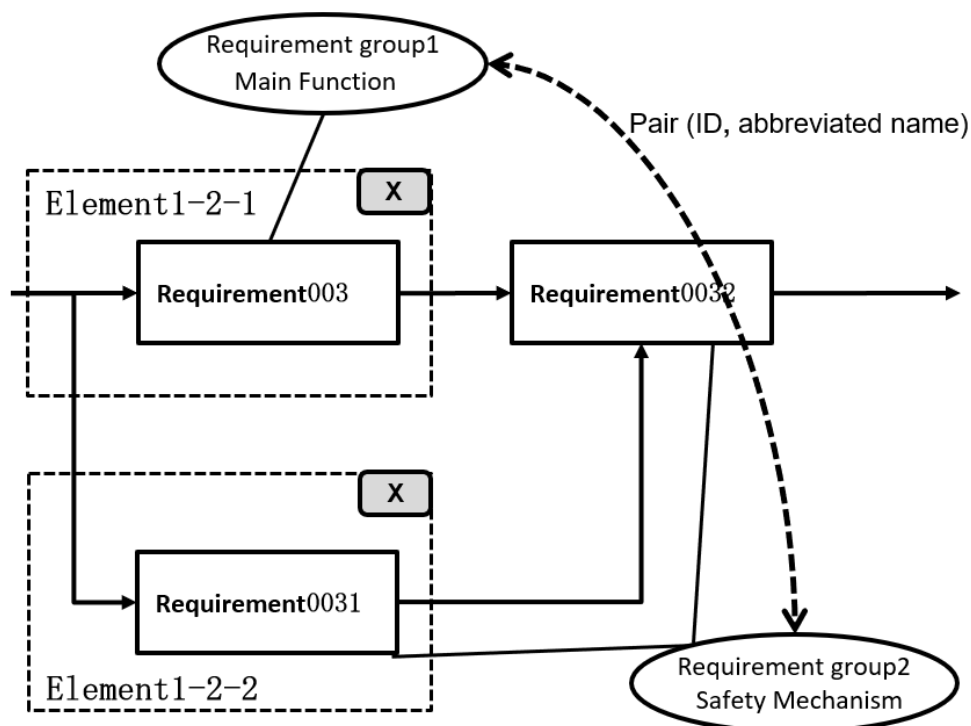 Requirement group1
Main Function
Pair (ID, abbreviated name)
X
Element1-2-1
Requirement003
Requirement0032
X
Requirement0031
Element1-2-2
Requirement group2
Safety Mechanism